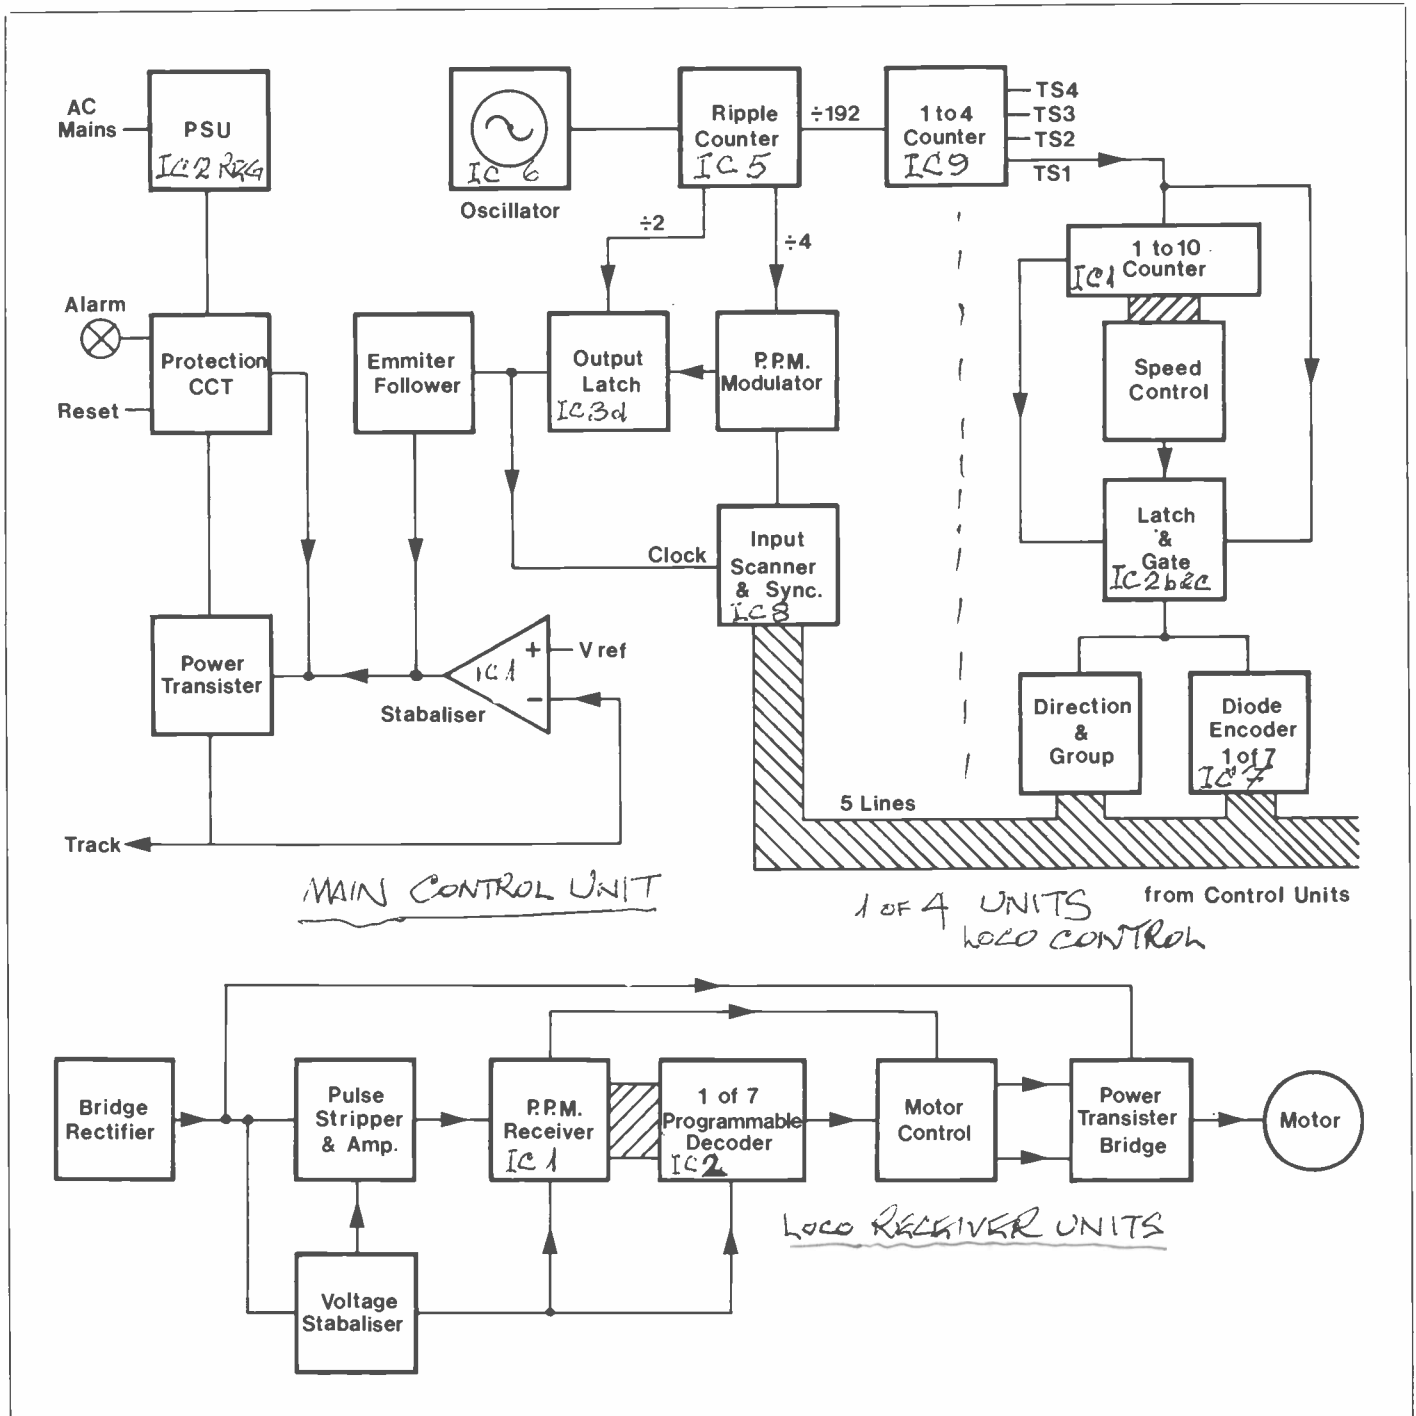 AC
Mains
PSU
IC2 REG
IC 6
Oscillator
Ripple
Counter
IC5
÷192
1 to 4
Counter
IC9
TS4
TS3
TS2
TS1
÷2
÷4
1 to 10
Counter
IC1
Alarm
Reset
Protection
CCT
Emmiter
Follower
Output
Latch
IC3d
P.P.M.
Modulator
Speed
Control
Latch
&
Gate
IC2b&c
Clock
Input
Scanner
& Sync.
IC8
Power
Transister
+
-
IC1
V ref
Stabaliser
Direction
&
Group
Diode
Encoder
1 of 7
IC7
5 Lines
Track
MAIN CONTROL UNIT
1 OF 4 UNITS
LOCO CONTROL
from Control Units
Bridge
Rectifier
Pulse
Stripper
& Amp.
P.P.M.
Receiver
IC1
1 of 7
Programmable
Decoder
IC2
Motor
Control
Power
Transister
Bridge
Motor
LOCO RECEIVER UNITS
Voltage
Stabaliser